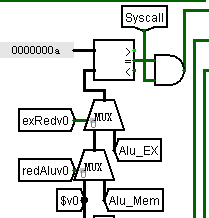 Syscall
0000000a
>
=
<
exRedv0
MUX
Alu_EX
redAluv0
MUX
$v0
Alu_Mem